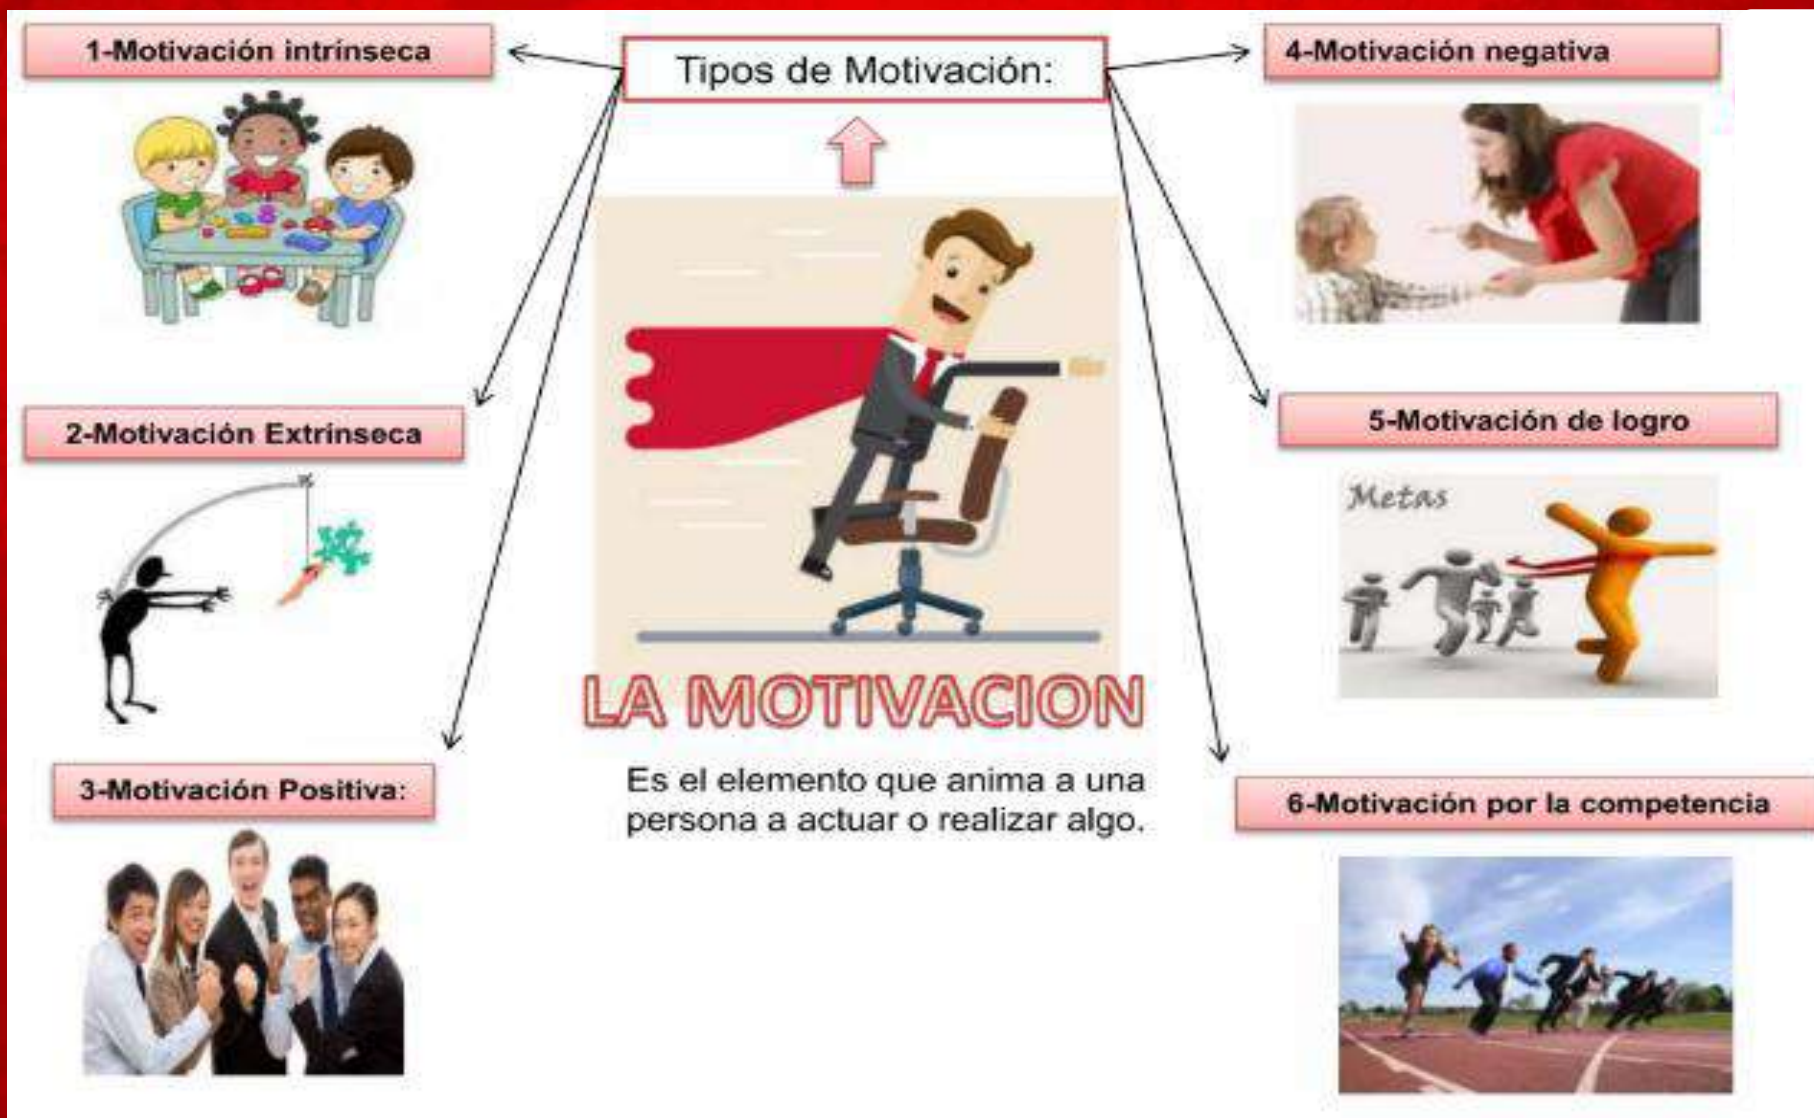 Tipos de Motivación:
1-Motivación intrínseca
2-Motivación Extrínseca
3-Motivación Positiva:
4-Motivación negativa
5-Motivación de logro
Metas
6-Motivación por la competencia
LA MOTIVACION
Es el elemento que anima a una
persona a actuar o realizar algo.